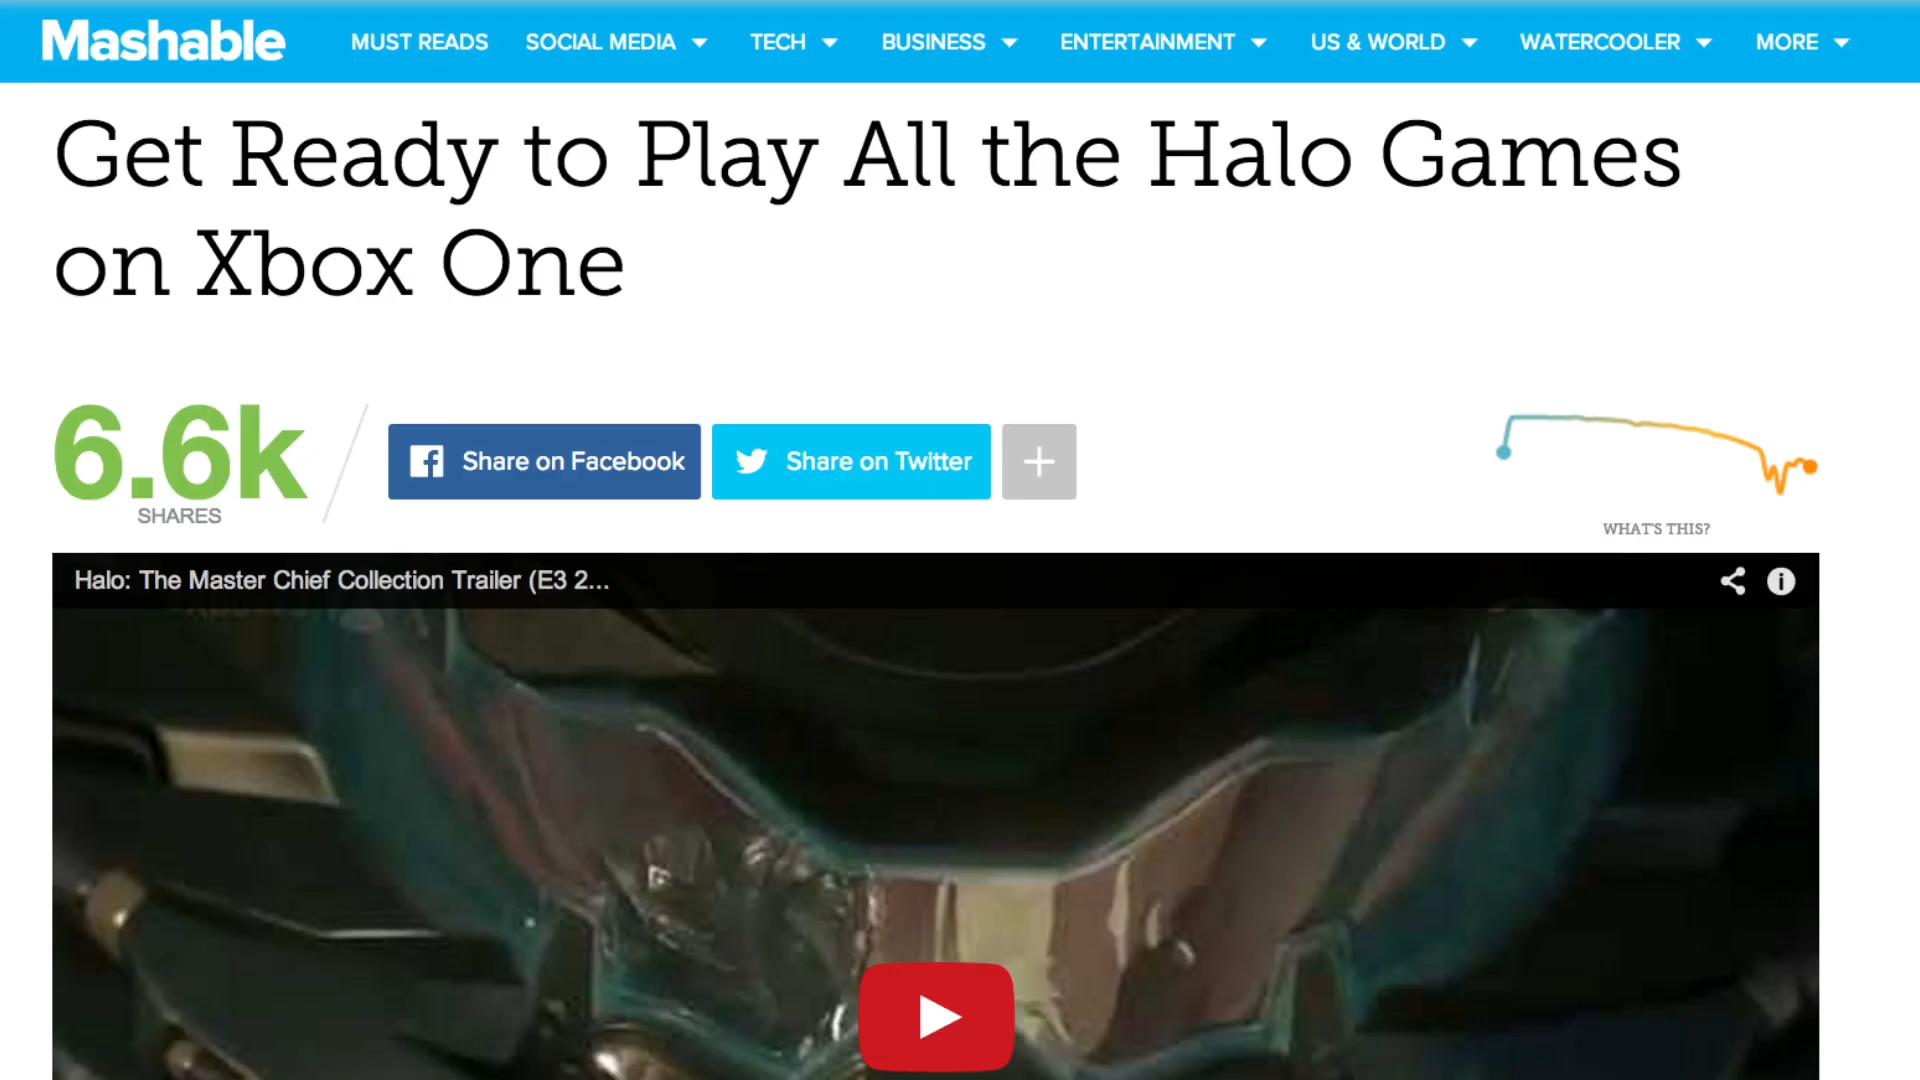 Mashable MUST READS SOCIAL MEDIA TECH BUSINESS ENTERTAINMENT US & WORLD WATERCOOLER MORE
Get Ready to Play All the Halo Games
on Xbox One
6.6k
SHARES
Share on Facebook Share on Twitter
WHAT'S THIS?
Halo: The Master Chief Collection Trailer (E3 2...